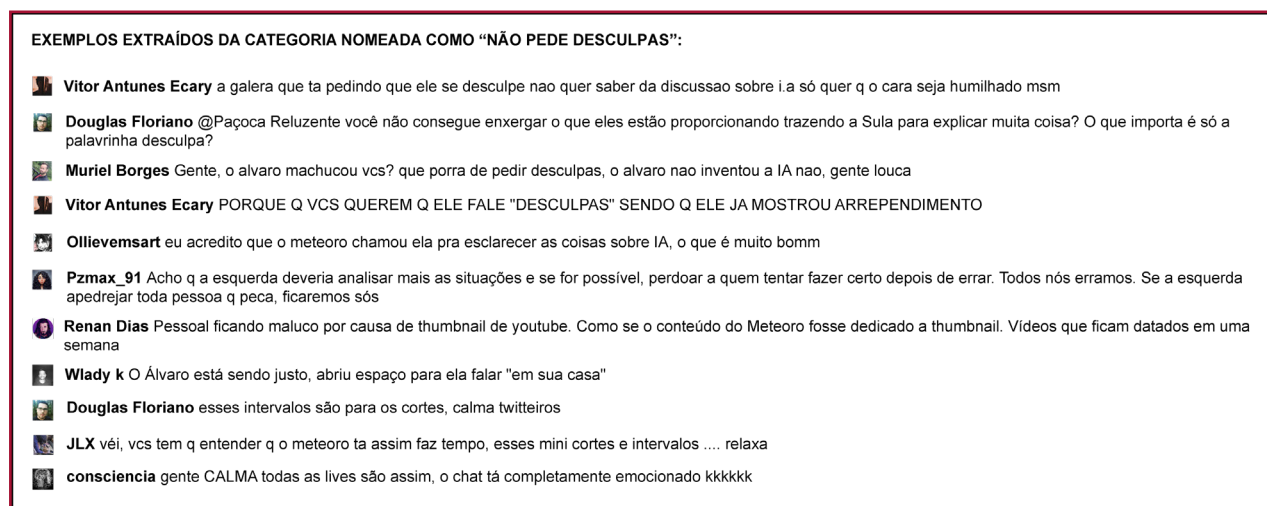 EXEMPLOS EXTRAÍDOS DA CATEGORIA NOMEADA COMO “NÃO PEDE DESCULPAS”:
Vitor Antunes Ecary a galera que ta pedindo que ele se desculpe nao quer saber da discussao sobre i.a só quer q o cara seja humilhado msm
Douglas Floriano @Paçoca Reluzente você não consegue enxergar o que eles estão proporcionando trazendo a Sula para explicar muita coisa? O que importa é só a
palavrinha desculpa?
Muriel Borges Gente, o alvaro machucou vcs? que porra de pedir desculpas, o alvaro nao inventou a IA nao, gente louca
Vitor Antunes Ecary PORQUE Q VCS QUEREM Q ELE FALE "DESCULPAS" SENDO Q ELE JA MOSTROU ARREPENDIMENTO
Ollievemsart eu acredito que o meteoro chamou ela pra esclarecer as coisas sobre IA, o que é muito bomm
Pzmax_91 Acho q a esquerda deveria analisar mais as situações e se for possível, perdoar a quem tentar fazer certo depois de errar. Todos nós erramos. Se a esquerda
apedrejar toda pessoa q peca, ficaremos sós
Renan Dias Pessoal ficando maluco por causa de thumbnail de youtube. Como se o conteúdo do Meteoro fosse dedicado a thumbnail. Vídeos que ficam datados em uma
semana
Wlady k O Álvaro está sendo justo, abriu espaço para ela falar "em sua casa"
Douglas Floriano esses intervalos são para os cortes, calma twitteiros
JLX véi, vcs tem q entender q o meteoro ta assim faz tempo, esses mini cortes e intervalos .... relaxa
consciencia gente CALMA todas as lives são assim, o chat tá completamente emocionado kkkkkk